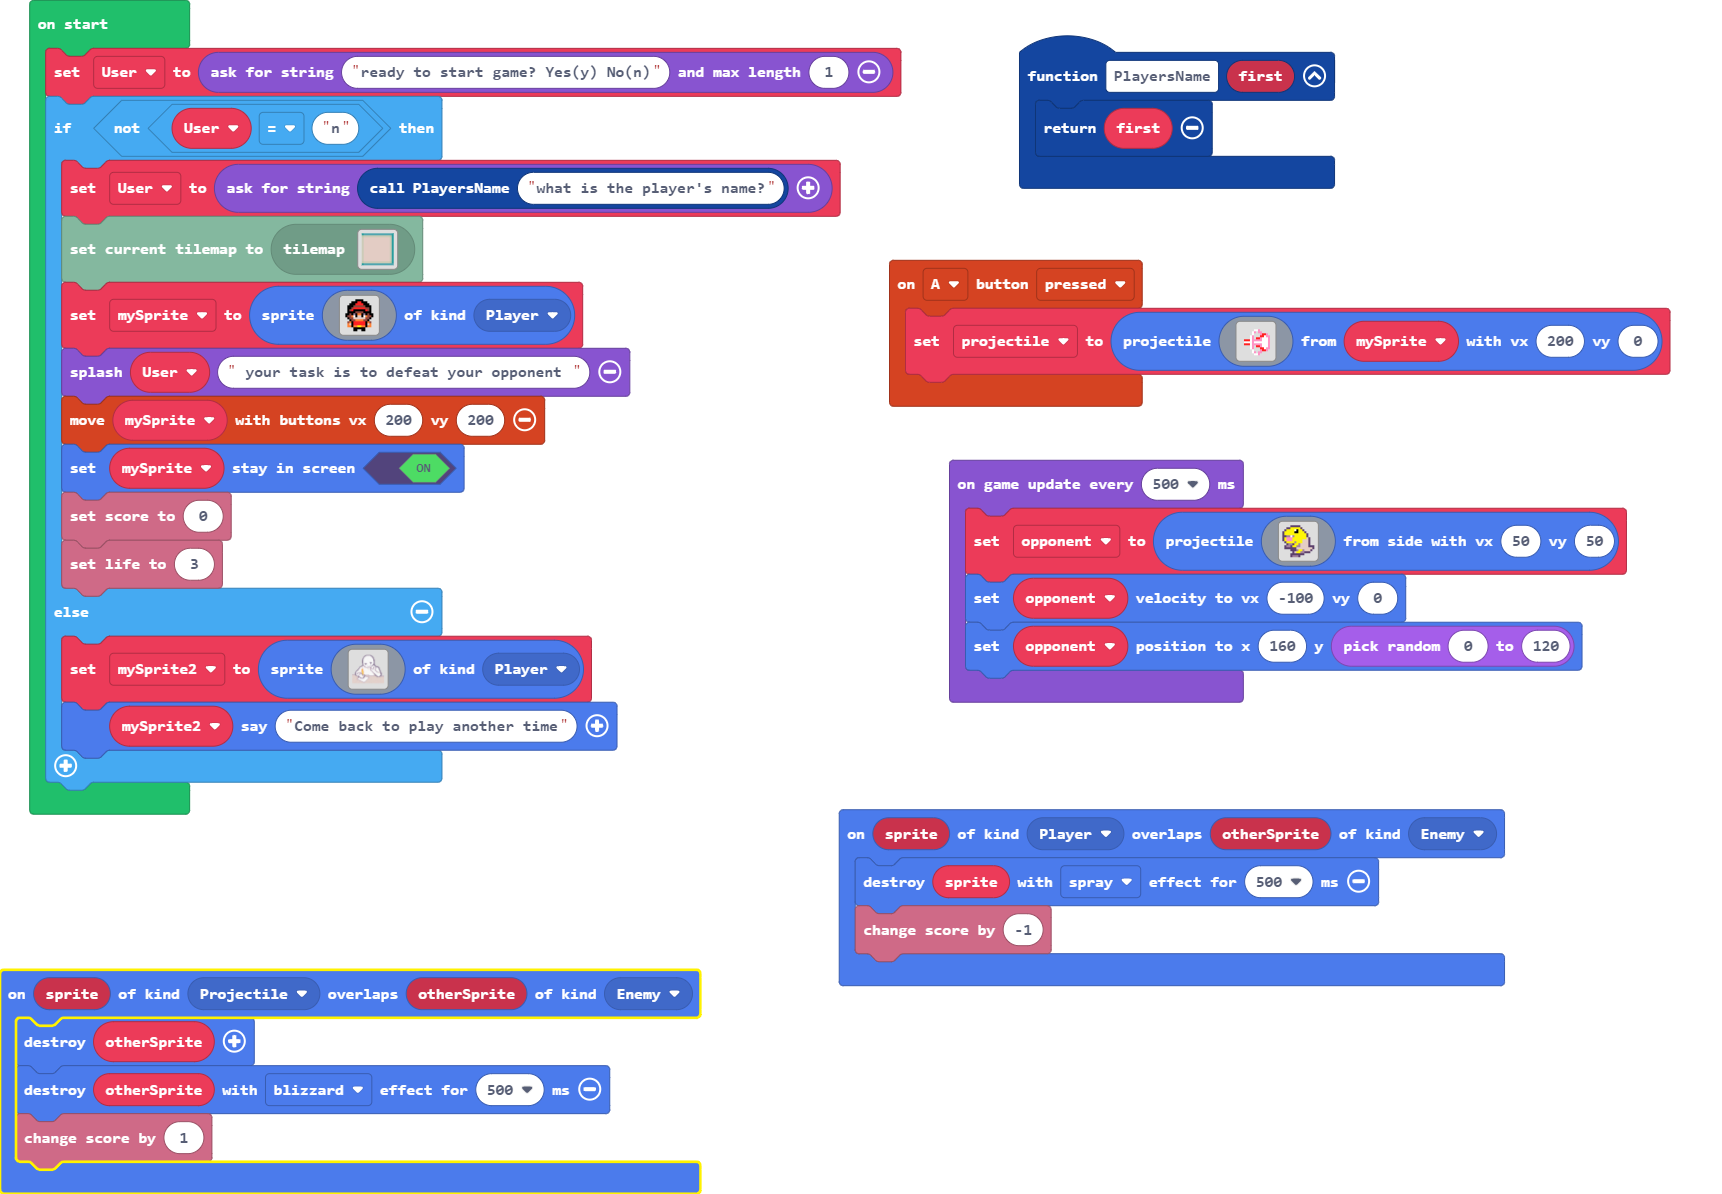 on start
set User to ask for string "ready to start game? Yes(y) No(n)" and max length 1
if not User = "n" then
set User to ask for string call PlayersName "what is the player's name?"
set current tilemap to tilemap
set mySprite to sprite of kind Player
splash User " your task is to defeat your opponent "
move mySprite with buttons vx 200 vy 200
set mySprite stay in screen ON
set score to 0
set life to 3
else
set mySprite2 to sprite of kind Player
mySprite2 say "Come back to play another time"
function PlayersName first
return first
on A button pressed
set projectile to projectile from mySprite with vx 200 vy 0
on game update every 500 ms
set opponent to projectile from side with vx 50 vy 50
set opponent velocity to vx -100 vy 0
set opponent position to x 160 y pick random 0 to 120
on sprite of kind Player overlaps otherSprite of kind Enemy
destroy sprite with spray effect for 500 ms
change score by -1
on sprite of kind Projectile overlaps otherSprite of kind Enemy
destroy otherSprite
destroy otherSprite with blizzard effect for 500 ms
change score by 1